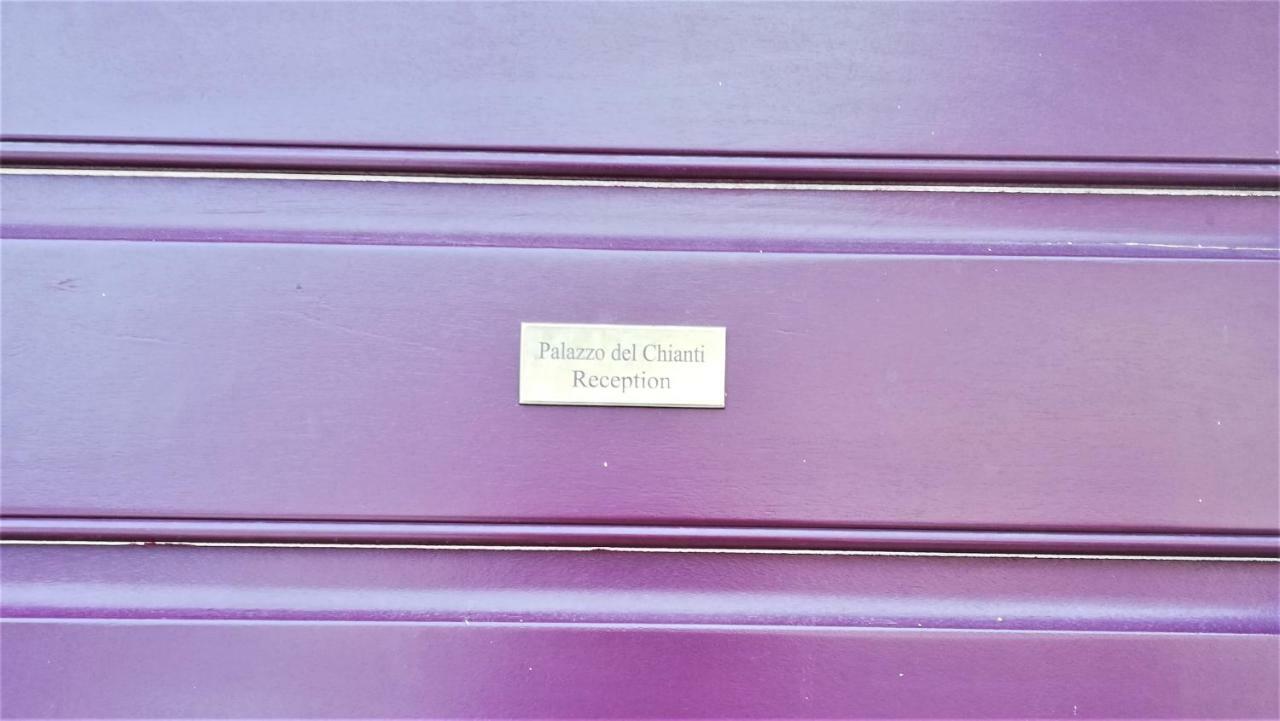 Palazzo del Chianti
Reception